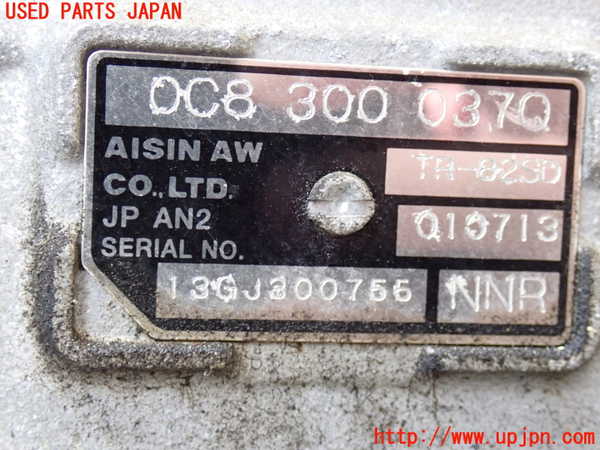 USED PARTS JAPAN
0C8 300 037Q
AISIN AW
CO.,LTD.
JP AN2
SERIAL NO.
TR-82SD
Q10713
13GJ300756
NNR
https://www.upjpn.com/